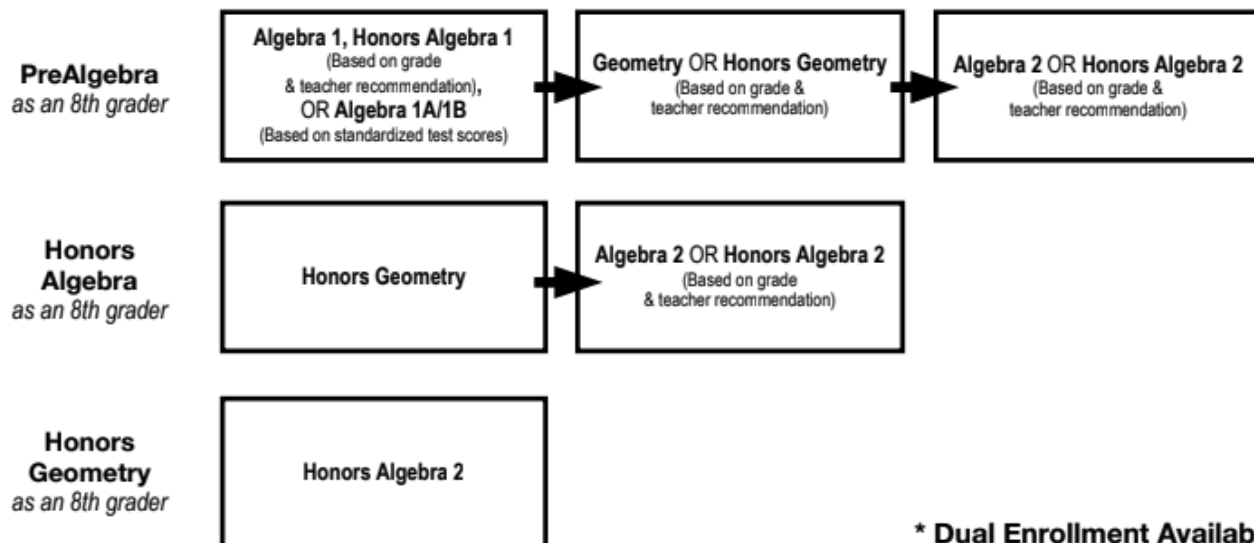 PreAlgebra
as an 8th grader
Algebra 1, Honors Algebra 1
(Based on grade
& teacher recommendation),
OR Algebra 1A/1B
(Based on standardized test scores)
Geometry OR Honors Geometry
(Based on grade &
teacher recommendation)
Algebra 2 OR Honors Algebra 2
(Based on grade &
teacher recommendation)
Honors
Algebra
as an 8th grader
Honors Geometry
Algebra 2 OR Honors Algebra 2
(Based on grade
& teacher recommendation)
Honors
Geometry
as an 8th grader
Honors Algebra 2
* Dual Enrollment Availab